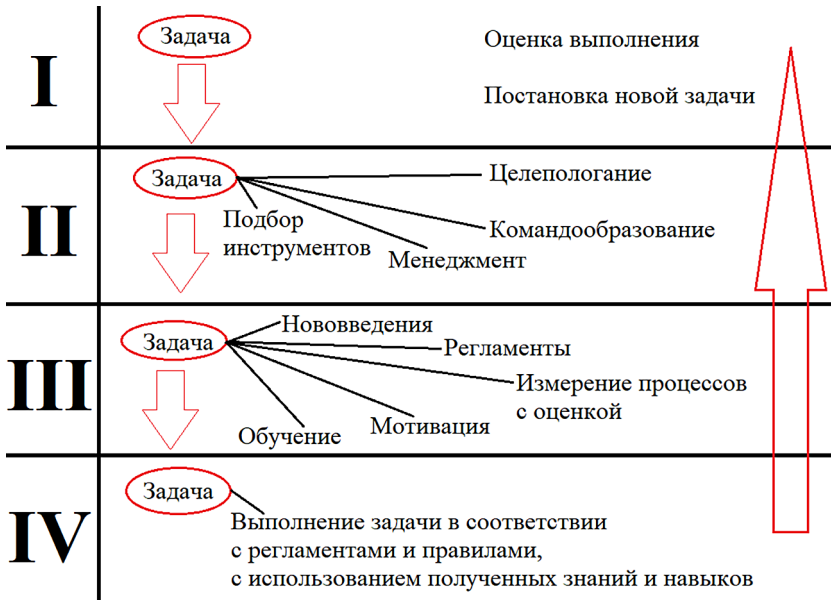 I
Задача
Оценка выполнения
Постановка новой задачи
II
Задача
Целепологание
Подбор
инструментов
Командообразование
Менеджмент
III
Задача
Нововведения
Регламенты
Измерение процессов
с оценкой
Мотивация
Обучение
IV
Задача
Выполнение задачи в соответствии
с регламентами и правилами,
с использованием полученных знаний и навыков